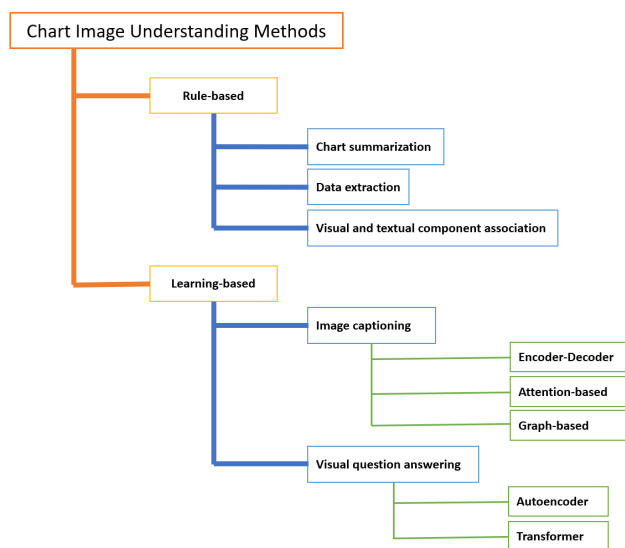 Chart Image Understanding Methods
Rule-based
Chart summarization
Data extraction
Visual and textual component association
Learning-based
Image captioning
Encoder-Decoder
Attention-based
Graph-based
Visual question answering
Autoencoder
Transformer